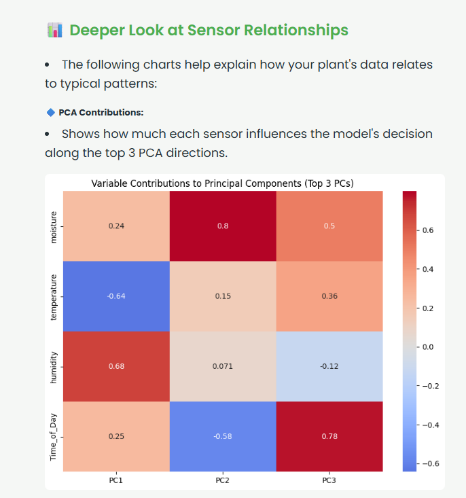 Deeper Look at Sensor Relationships
• The following charts help explain how your plant's data relates
to typical patterns:
PCA Contributions:
• Shows how much each sensor influences the model's decision
along the top 3 PCA directions.
Variable Contributions to Principal Components (Top 3 PCs)
moisture 0.24 0.8 0.5
temperature -0.64 0.15 0.36
humidity 0.68 0.071 -0.12
Time_of_Day 0.25 -0.58 0.78
PC1 PC2 PC3
0.6
0.4
0.2
0.0
−0.2
−0.4
−0.6